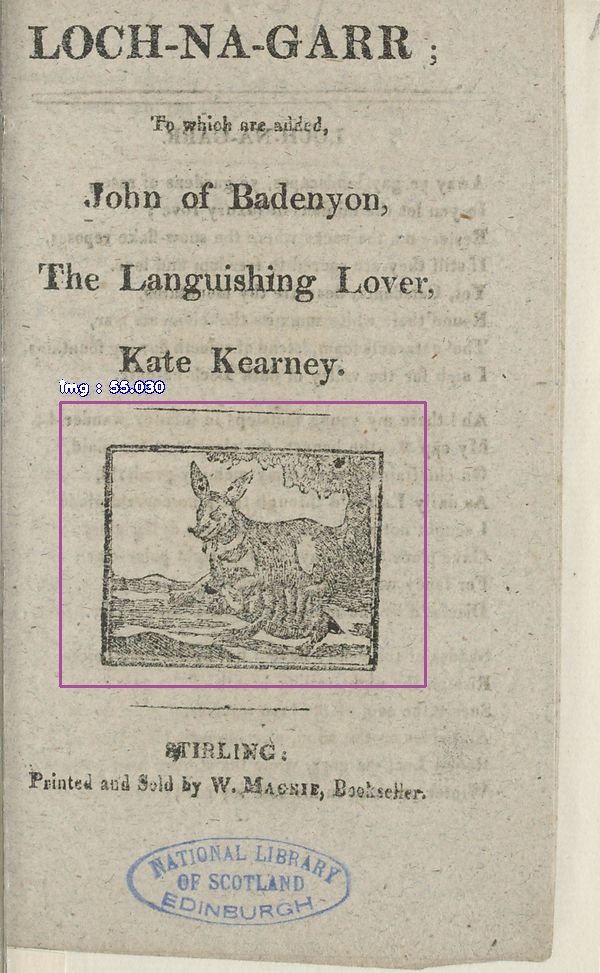 LOCH-NA-GARR;
To which are added,
John of Badenyon,
The Languishing Lover,
Kate Kearney.
img : 55.030
STIRLING:
Printed and Sold by W. MACNIE, Bookseller.
NATIONAL LIBRARY
OF SCOTLAND
EDINBURGH